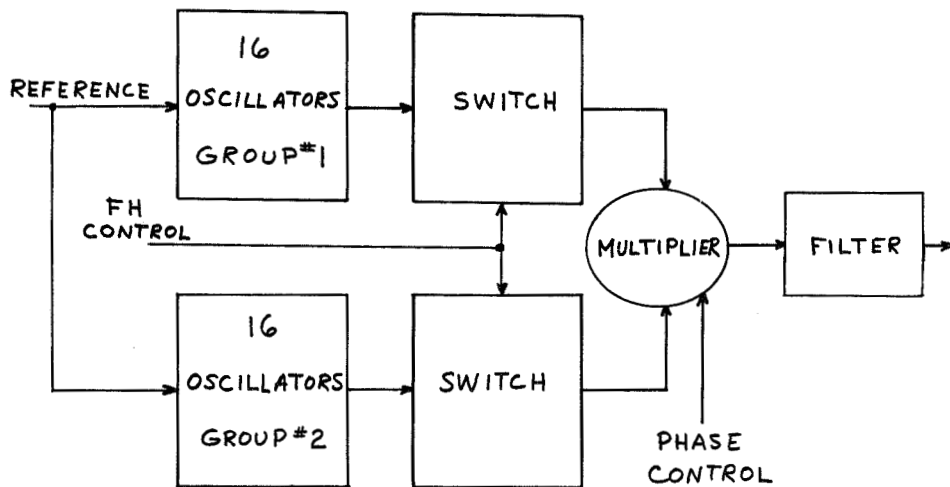 REFERENCE
16
OSCILLATORS
GROUP #1
SWITCH
FH
CONTROL
MULTIPLIER
FILTER
16
OSCILLATORS
GROUP #2
SWITCH
PHASE
CONTROL